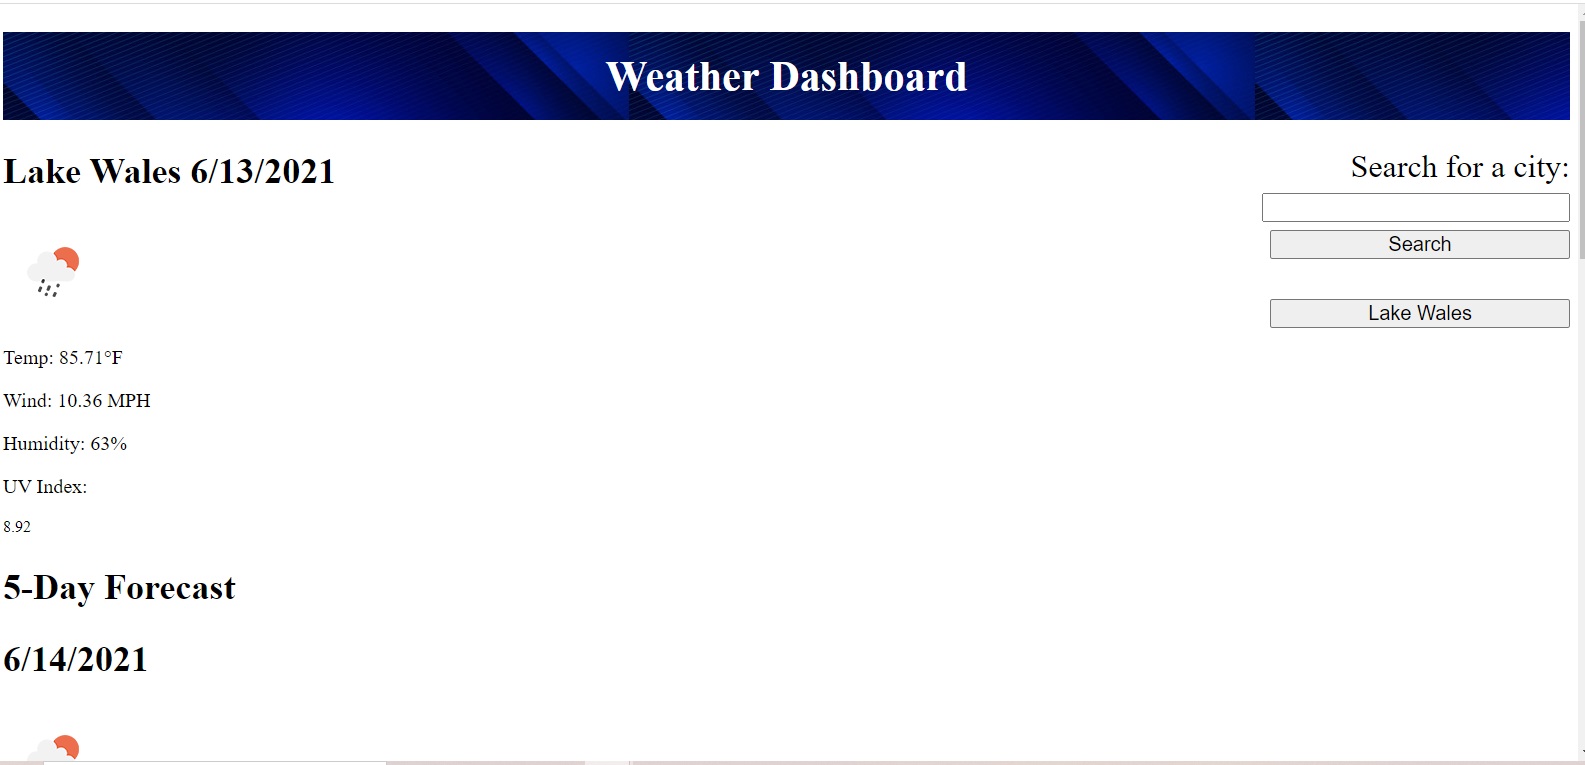 Weather Dashboard
Lake Wales 6/13/2021
Search for a city:
Search
Lake Wales
Temp: 85.71°F
Wind: 10.36 MPH
Humidity: 63%
UV Index:
8.92
5-Day Forecast
6/14/2021